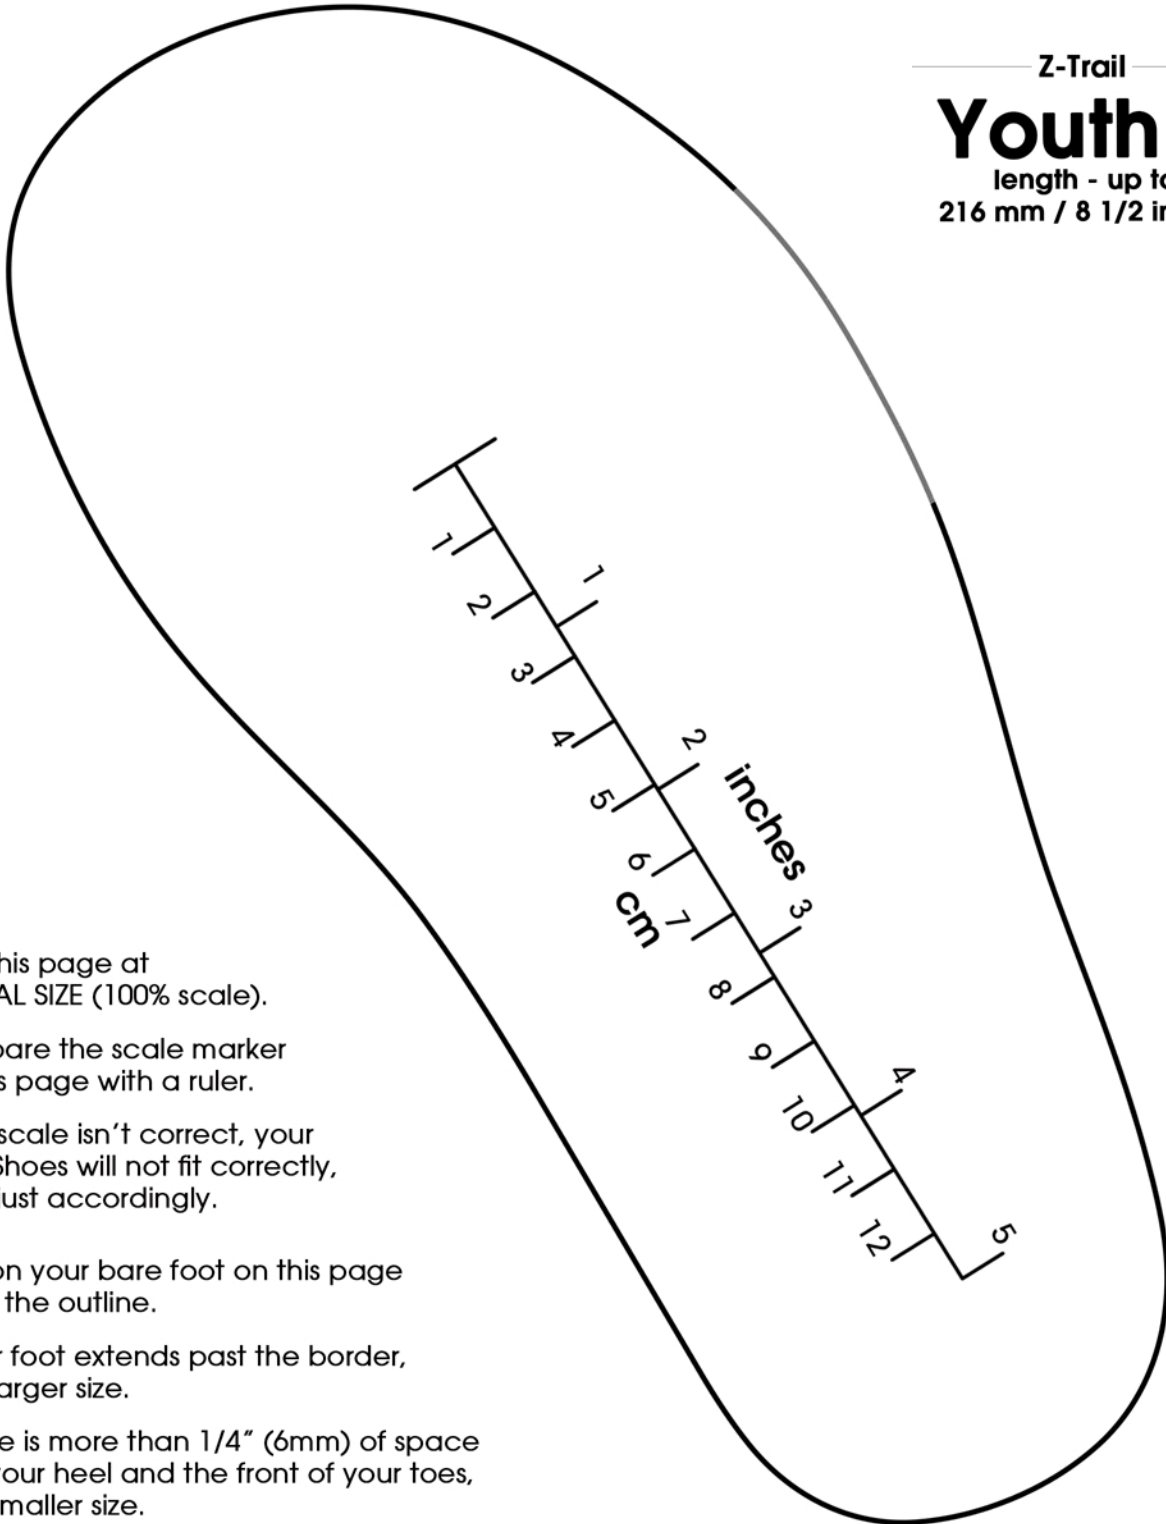 Z-Trail
Youth
length - up to
216 mm / 8 1/2 in
1
2
3
4
5
6
7
8
9
10
11
12
cm
1
2
3
4
5
inches
his page at
AL SIZE (100% scale).
pare the scale marker
s page with a ruler.
scale isn't correct, your
Shoes will not fit correctly,
just accordingly.
on your bare foot on this page
the outline.
r foot extends past the border,
arger size.
e is more than 1/4” (6mm) of space
your heel and the front of your toes,
maller size.